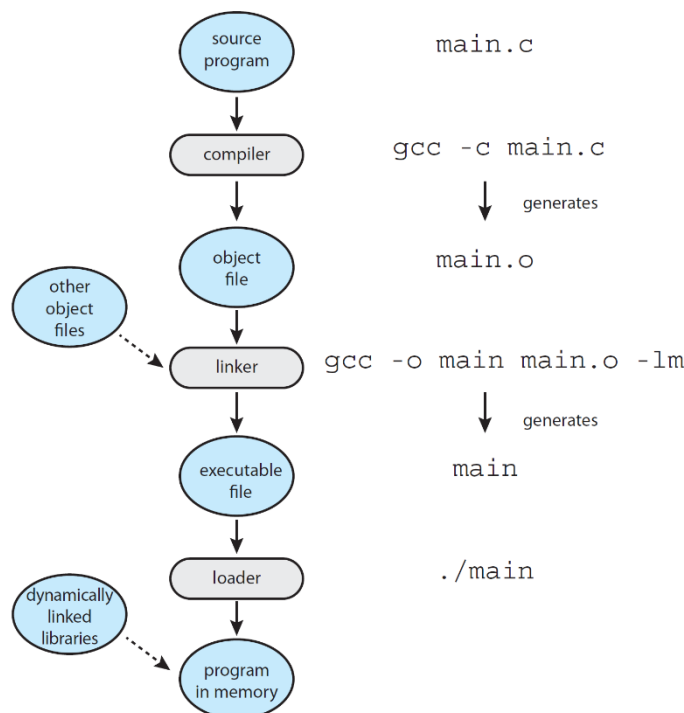 source
program
main.c
compiler
gcc -c main.c
generates
object
file
main.o
other
object
files
linker
gcc -o main main.o -lm
generates
executable
file
main
loader
./main
dynamically
linked
libraries
program
in memory